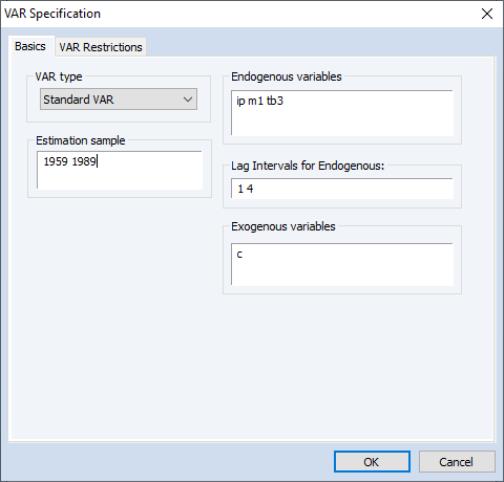 VAR Specification
Basics
VAR Restrictions
VAR type
Standard VAR
Estimation sample
1959 1989
Endogenous variables
ip m1 tb3
Lag Intervals for Endogenous:
1 4
Exogenous variables
c
OK
Cancel